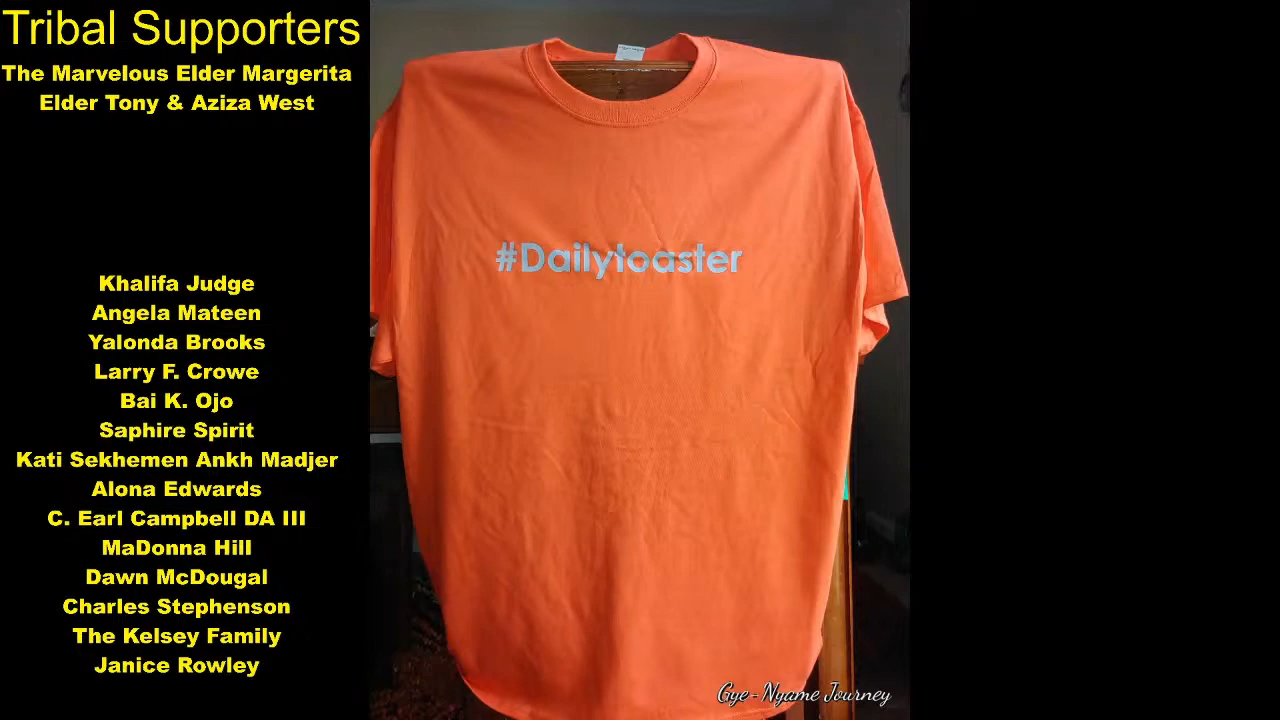 Tribal Supporters
The Marvelous Elder Margerita
Elder Tony & Aziza West
Khalifa Judge
Angela Mateen
Yalonda Brooks
Larry F. Crowe
Bai K. Ojo
Saphire Spirit
Kati Sekhemen Ankh Madjer
Alona Edwards
C. Earl Campbell DA III
MaDonna Hill
Dawn McDougal
Charles Stephenson
The Kelsey Family
Janice Rowley
#Dailytoaster
Gye - Nyame Journey